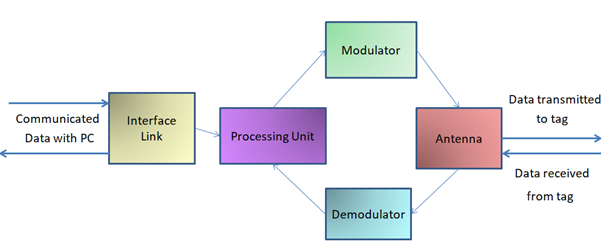 Modulator
Communicated
Data with PC
Interface
Link
Processing Unit
Antenna
Data transmitted
to tag
Data received
from tag
Demodulator